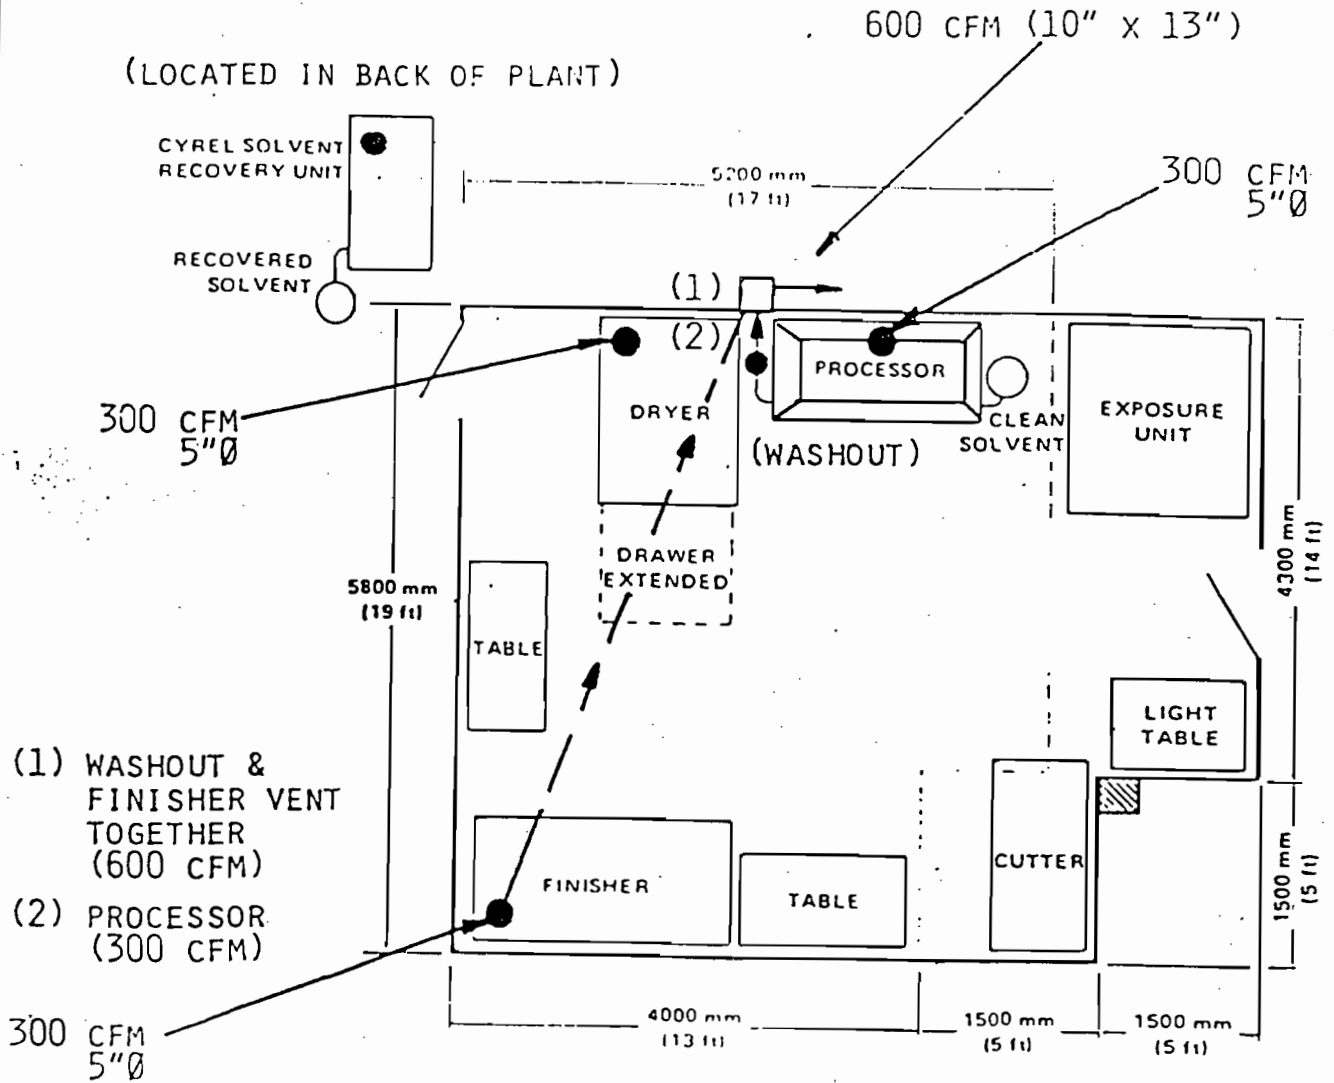 600 CFM (10" X 13")
(LOCATED IN BACK OF PLANT)
CYREL SOLVENT
RECOVERY UNIT
5200 mm
(17 ft)
300 CFM
5"Ø
RECOVERED
SOLVENT
(1)
(2)
PROCESSOR
300 CFM
5"Ø
DRYER
CLEAN
SOLVENT
(WASHOUT)
EXPOSURE
UNIT
DRAWER
EXTENDED
5800 mm
(19 ft)
4300 mm
(14 ft)
TABLE
LIGHT
TABLE
(1) WASHOUT &
FINISHER VENT
TOGETHER
(600 CFM)
(2) PROCESSOR
(300 CFM)
FINISHER
TABLE
CUTTER
1500 mm
(5 ft)
300 CFM
5"Ø
4000 mm
(13 ft)
1500 mm
(5 ft)
1500 mm
(5 ft)